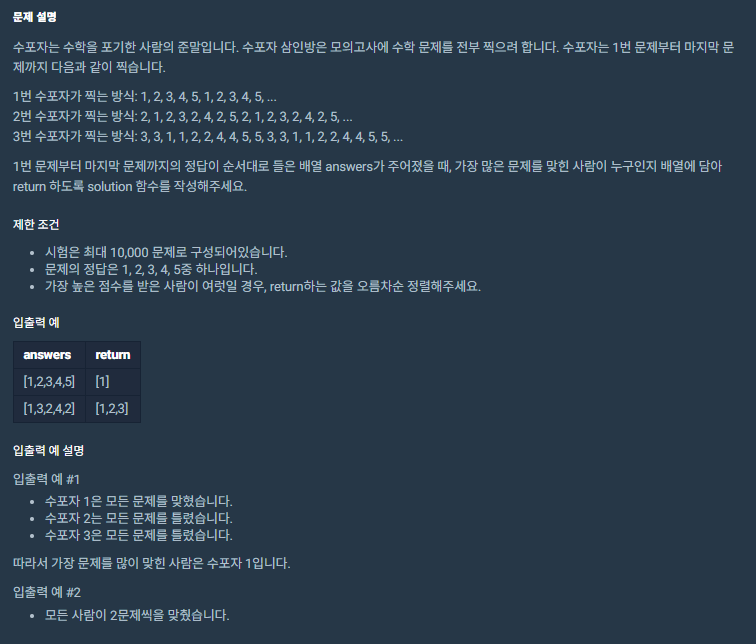 문제 설명
수포자는 수학을 포기한 사람의 준말입니다. 수포자 삼인방은 모의고사에 수학 문제를 전부 찍으려 합니다. 수포자는 1번 문제부터 마지막 문
제까지 다음과 같이 찍습니다.
1번 수포자가 찍는 방식: 1, 2, 3, 4, 5, 1, 2, 3, 4, 5, ...
2번 수포자가 찍는 방식: 2, 1, 2, 3, 2, 4, 2, 5, 2, 1, 2, 3, 2, 4, 2, 5, ...
3번 수포자가 찍는 방식: 3, 3, 1, 1, 2, 2, 4, 4, 5, 5, 3, 3, 1, 1, 2, 2, 4, 4, 5, 5, ...
1번 문제부터 마지막 문제까지의 정답이 순서대로 들은 배열 answers가 주어졌을 때, 가장 많은 문제를 맞힌 사람이 누구인지 배열에 담아
return 하도록 solution 함수를 작성해주세요.
제한 조건
• 시험은 최대 10,000 문제로 구성되어있습니다.
• 문제의 정답은 1, 2, 3, 4, 5중 하나입니다.
• 가장 높은 점수를 받은 사람이 여럿일 경우, return하는 값을 오름차순 정렬해주세요.
입출력 예
answers return
[1,2,3,4,5] [1]
[1,3,2,4,2] [1,2,3]
입출력 예 설명
입출력 예 #1
• 수포자 1은 모든 문제를 맞혔습니다.
• 수포자 2는 모든 문제를 틀렸습니다.
• 수포자 3은 모든 문제를 틀렸습니다.
따라서 가장 문제를 많이 맞힌 사람은 수포자 1입니다.
입출력 예 #2
• 모든 사람이 2문제씩을 맞췄습니다.